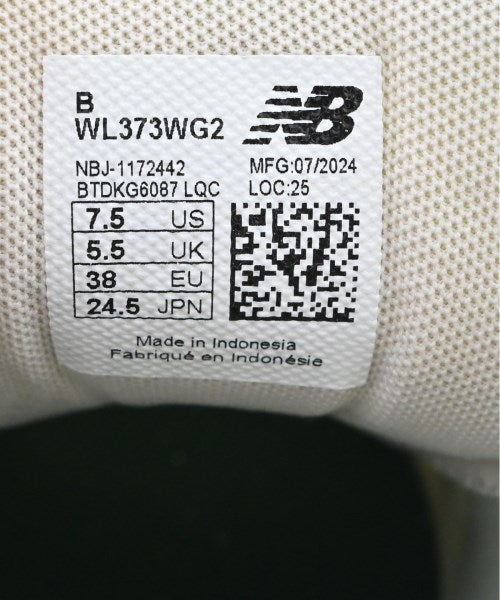 B
WL373WG2
NB
NBJ-1172442
MFG:07/2024
BTDKG6087 LQC
LOC:25
7.5 US
5.5 UK
38 EU
24.5 JPN
Made in Indonesia
Fabriqué en Indonésie